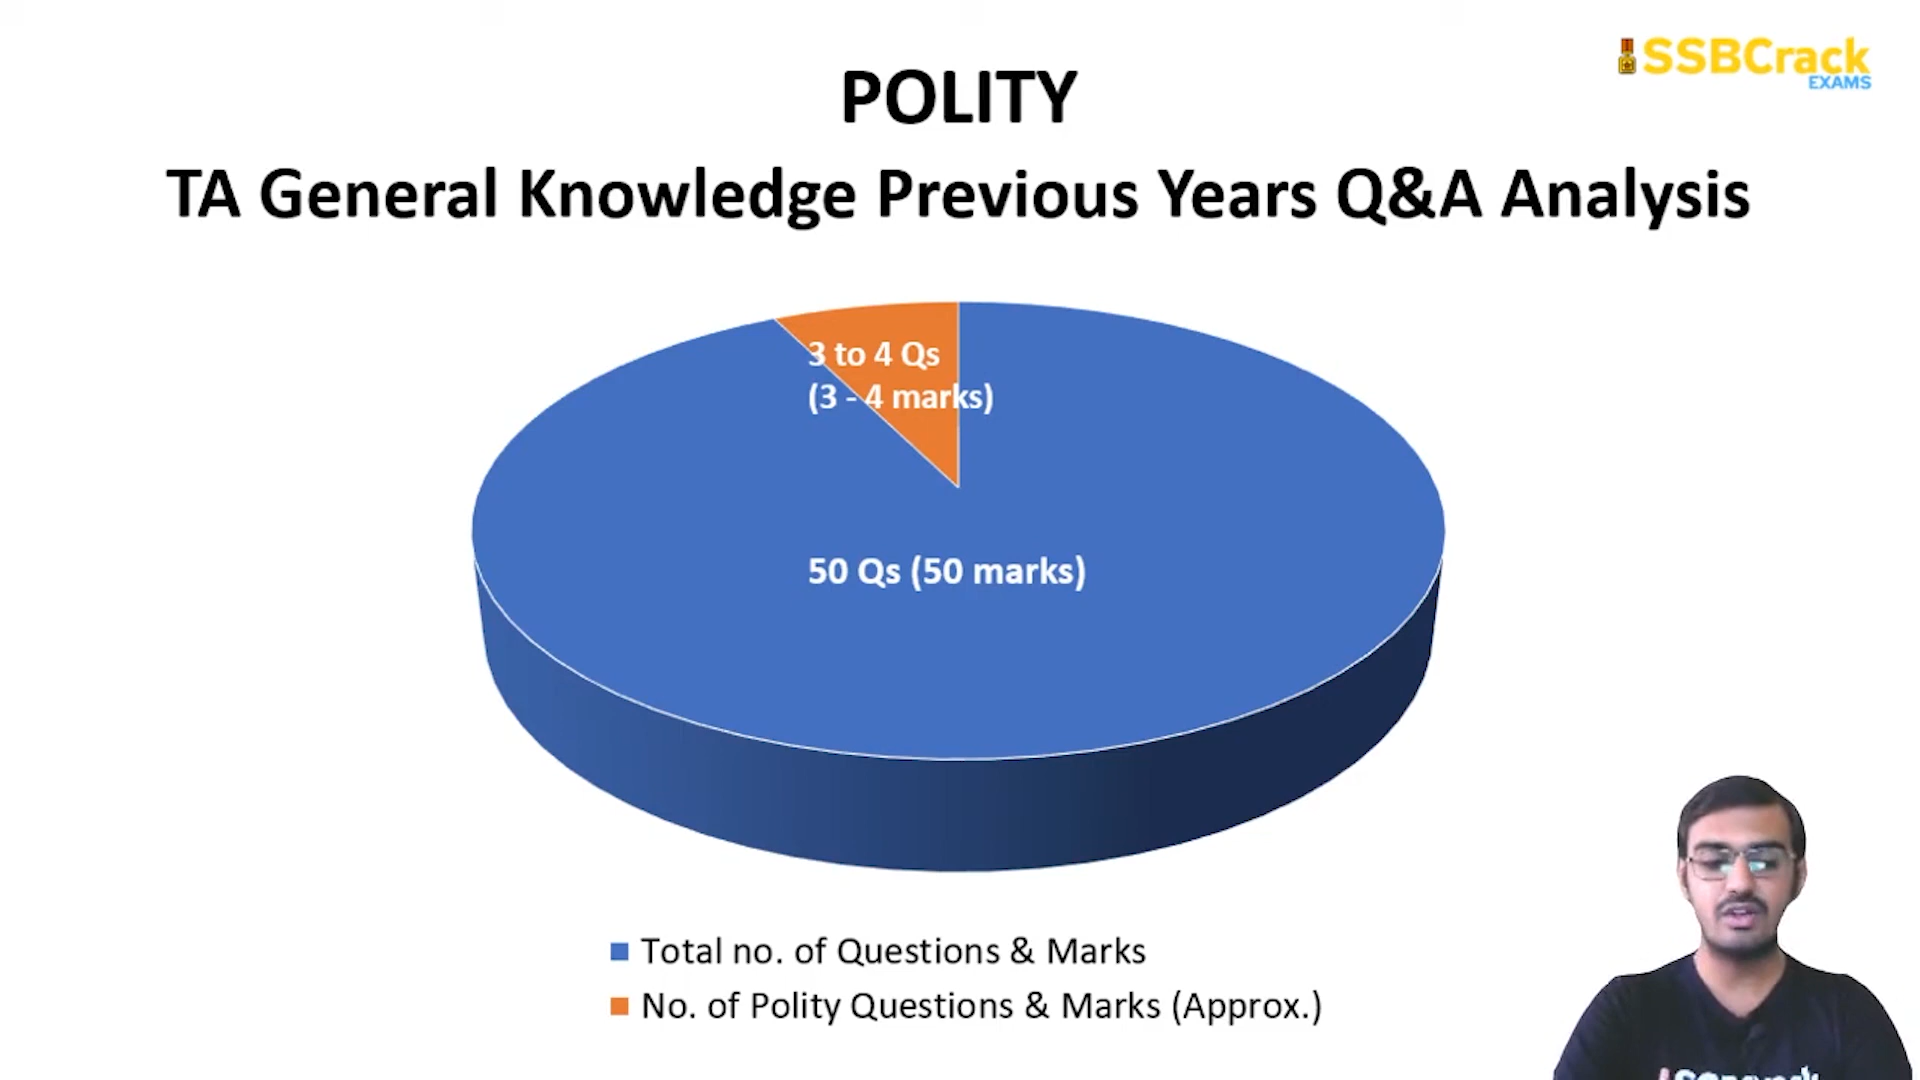 SSBCrack
EXAMS
POLITY
TA General Knowledge Previous Years Q&A Analysis
3 to 4 Qs
(3 - 4 marks)
50 Qs (50 marks)
Total no. of Questions & Marks
No. of Polity Questions & Marks (Approx.)